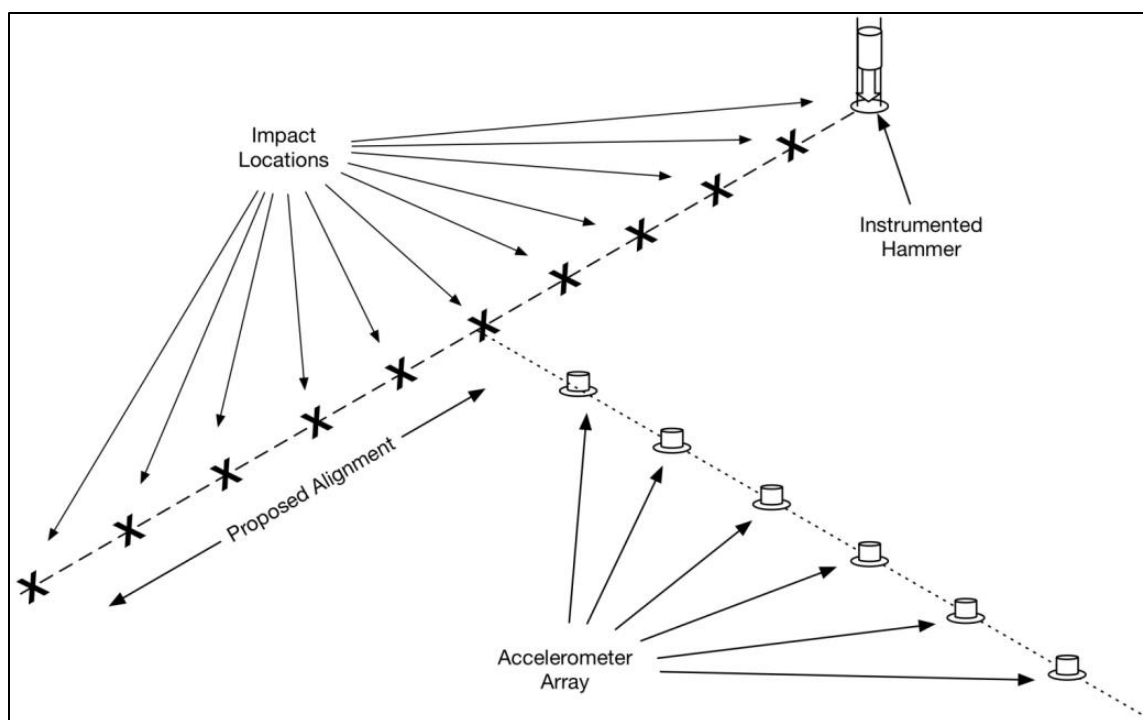 Impact
Locations
Instrumented
Hammer
Proposed Alignment
Accelerometer
Array